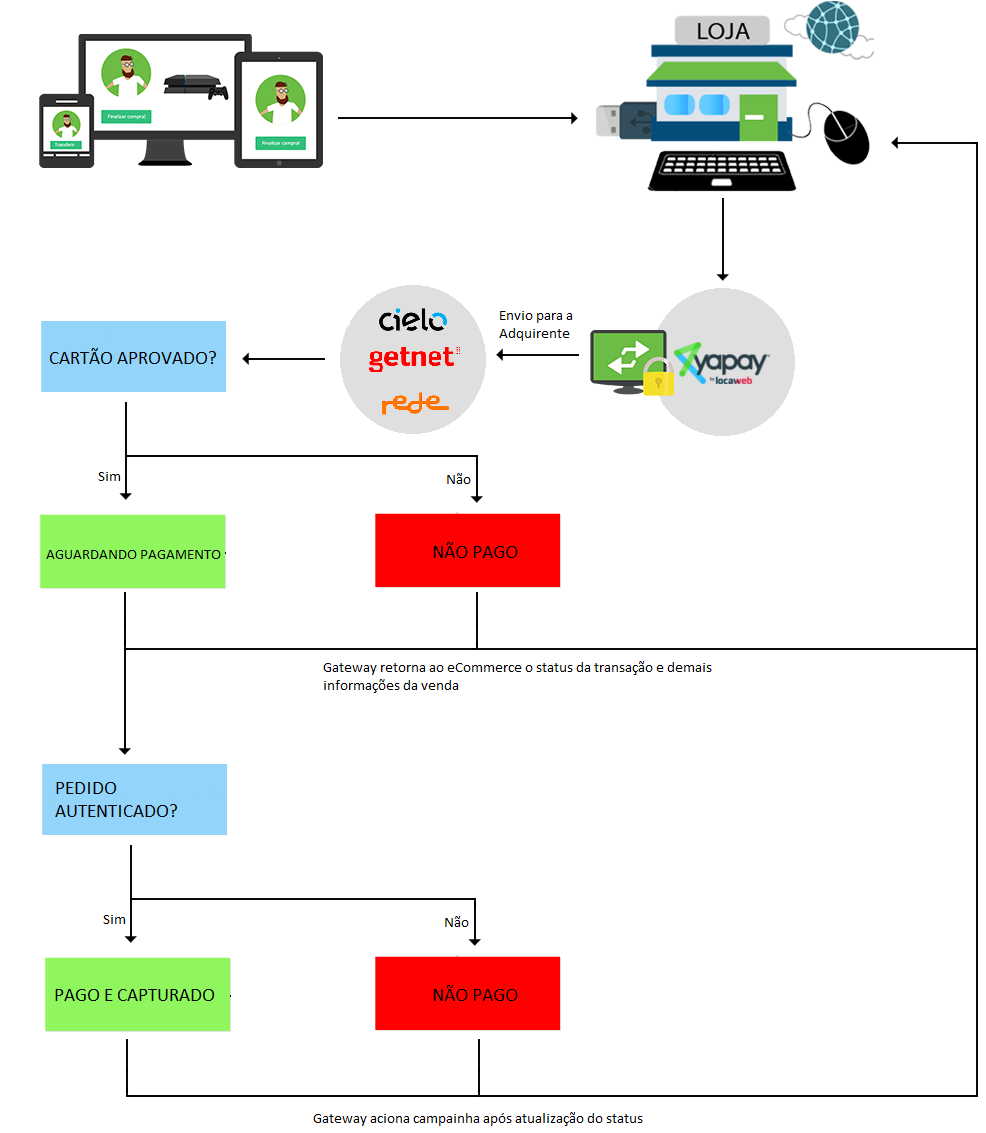 LOJA
Finalizar compra!
Finalizar compra!
Transferir
Envio para a
Adquirente
cielo
getnet
rede
yapay
by locaweb
CARTÃO APROVADO?
Sim
Não
AGUARDANDO PAGAMENTO
NÃO PAGO
Gateway retorna ao eCommerce o status da transação e demais
informações da venda
PEDIDO
AUTENTICADO?
Sim
Não
PAGO E CAPTURADO
NÃO PAGO
Gateway aciona campainha após atualização do status